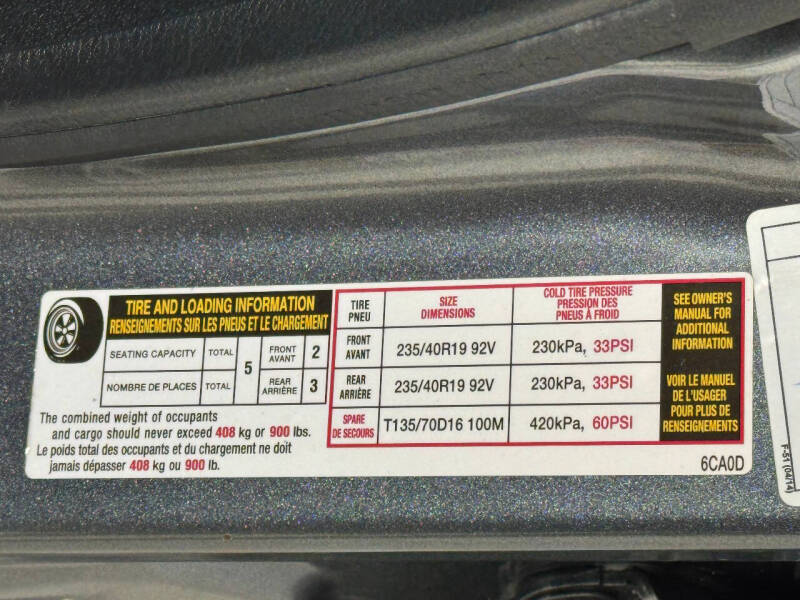 TIRE AND LOADING INFORMATION
RENSEIGNEMENTS SUR LES PNEUS ET LE CHARGEMENT
SEATING CAPACITY TOTAL 5 FRONT AVANT 2
NOMBRE DE PLACES TOTAL REAR ARRIÈRE 3
The combined weight of occupants
and cargo should never exceed 408 kg or 900 lbs.
Le poids total des occupants et du chargement ne doit
jamais dépasser 408 kg ou 900 lb.
TIRE PNEU
SIZE
DIMENSIONS
COLD TIRE PRESSURE
PRESSION DES
PNEUS À FROID
FRONT AVANT 235/40R19 92V 230kPa, 33PSI
REAR ARRIÈRE 235/40R19 92V 230kPa, 33PSI
SPARE DE SECOURS T135/70D16 100M 420kPa, 60PSI
SEE OWNER'S
MANUAL FOR
ADDITIONAL
INFORMATION
VOIR LE MANUEL
DE L'USAGER
POUR PLUS DE
RENSEIGNEMENTS
6CA0D
F-51 (04/14)